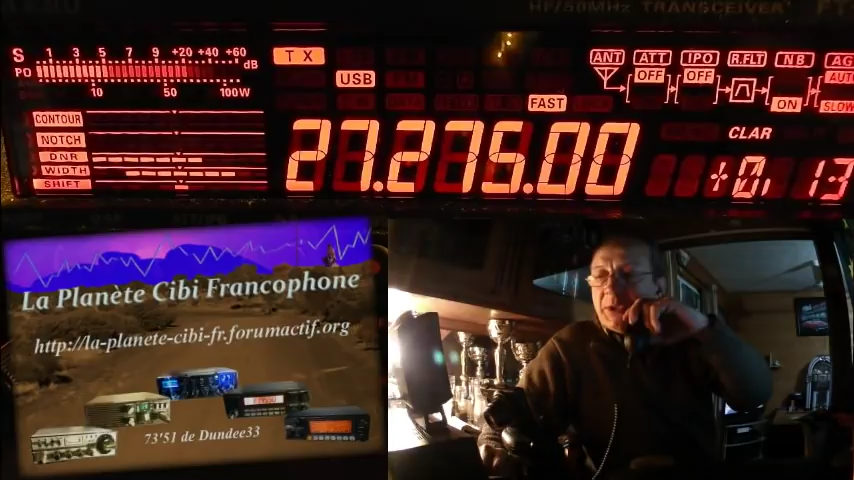 HF/50MHz TRANSCEIVER FT
S 1 3 5 7 9 +20 +40 +60 dB
PO 10 50 100W
TX
USB
FAST
ANT ATT IPO R.FLT NB AG
OFF OFF AUTO
ON SLOW
CONTOUR
NOTCH
DNR
WIDTH
SHIFT
27.275.00
CLAR
+0. 13
La Planète Cibi Francophone
http://la-planete-cibi-fr.forumactif.org
73'51 de Dundee33